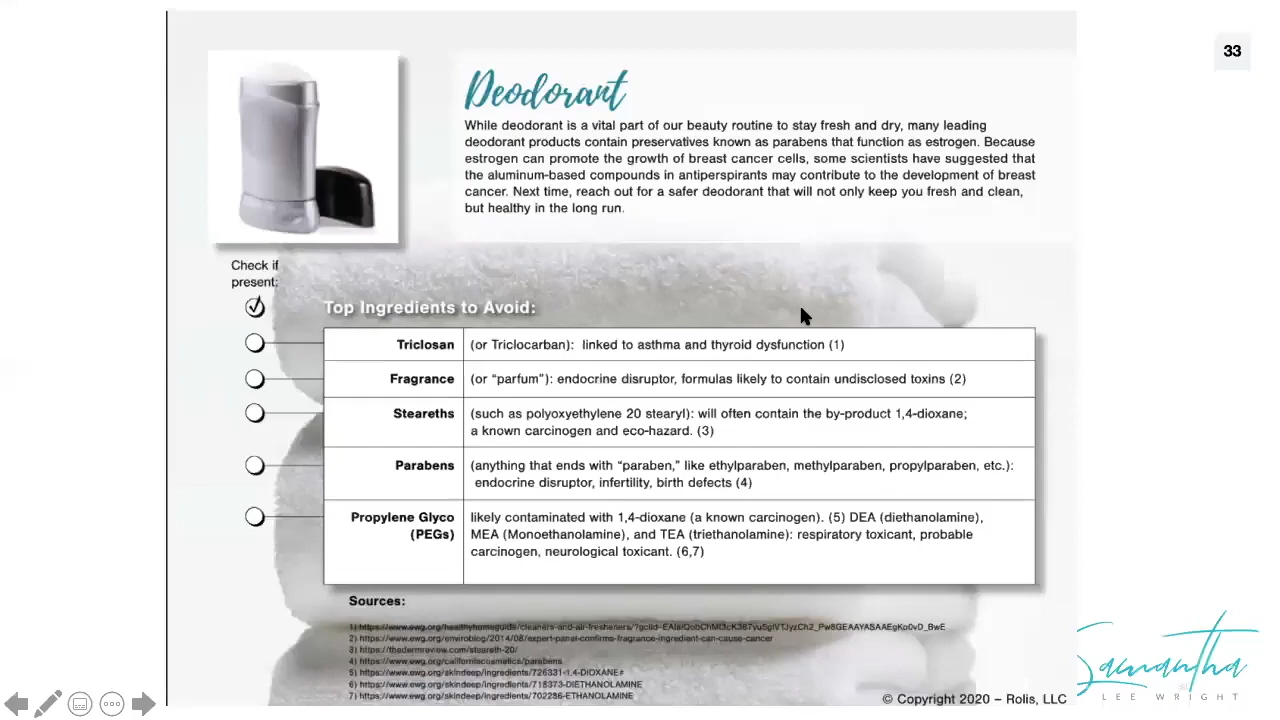 33
Deodorant
While deodorant is a vital part of our beauty routine to stay fresh and dry, many leading
deodorant products contain preservatives known as parabens that function as estrogen. Because
estrogen can promote the growth of breast cancer cells, some scientists have suggested that
the aluminum-based compounds in antiperspirants may contribute to the development of breast
cancer. Next time, reach out for a safer deodorant that will not only keep you fresh and clean,
but healthy in the long run.
Check if
present:
Top Ingredients to Avoid:
Triclosan (or Triclocarban): linked to asthma and thyroid dysfunction (1)
Fragrance (or “parfum”): endocrine disruptor, formulas likely to contain undisclosed toxins (2)
Steareths (such as polyoxyethylene 20 stearyl): will often contain the by-product 1,4-dioxane;
a known carcinogen and eco-hazard. (3)
Parabens (anything that ends with “paraben,” like ethylparaben, methylparaben, propylparaben, etc.):
endocrine disruptor, infertility, birth defects (4)
Propylene Glyco likely contaminated with 1,4-dioxane (a known carcinogen). (5) DEA (diethanolamine),
(PEGs) MEA (Monoethanolamine), and TEA (triethanolamine): respiratory toxicant, probable
carcinogen, neurological toxicant. (6,7)
Sources:
2) https://www.ewg.org/enviroblog/2014/08/expert-panel-confirms-fragrance-ingredient-can-cause-cancer
3) https://thedermreview.com/steareth-20/
4) https://www.ewg.org/californiacosmetics/parabens
5) https://www.ewg.org/skindeep/ingredients/726331-1,4-DIOXANE#
6) https://www.ewg.org/skindeep/ingredients/718373-DIETHANOLAMINE
7) https://www.ewg.org/skindeep/ingredients/702286-ETHANOLAMINE
© Copyright 2020 – Rolis, LLC
Samantha
LEE WRIGHT